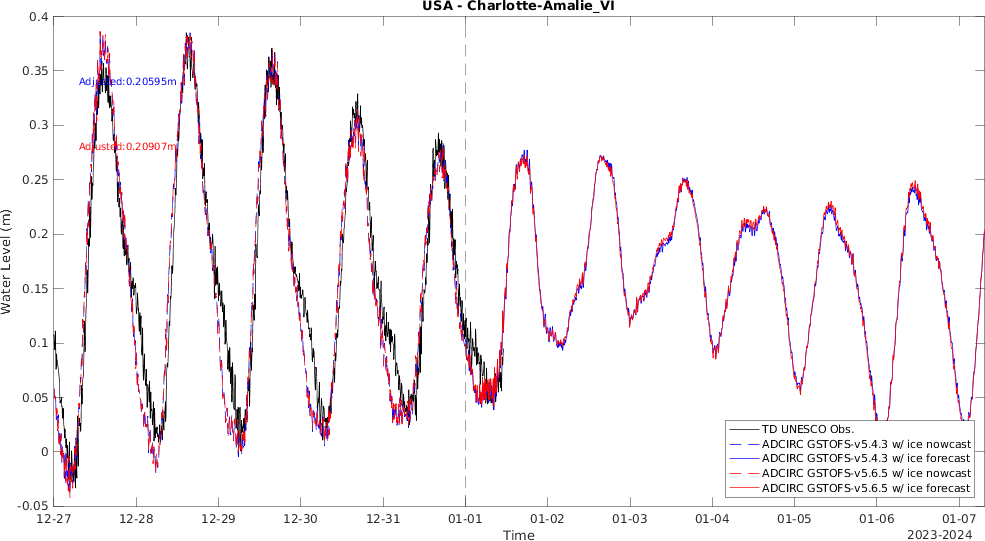 USA - Charlotte-Amalie_VI
0.4
0.35
0.3
0.25
0.2
0.15
0.1
0.05
0
-0.05
Water Level (m)
Adjusted:0.20595m
Adjusted:0.20907m
TD UNESCO Obs.
ADCIRC GSTOFS-v5.4.3 w/ ice nowcast
ADCIRC GSTOFS-v5.4.3 w/ ice forecast
ADCIRC GSTOFS-v5.6.5 w/ ice nowcast
ADCIRC GSTOFS-v5.6.5 w/ ice forecast
12-27 12-28 12-29 12-30 12-31 01-01 01-02 01-03 01-04 01-05 01-06 01-07
Time
2023-2024